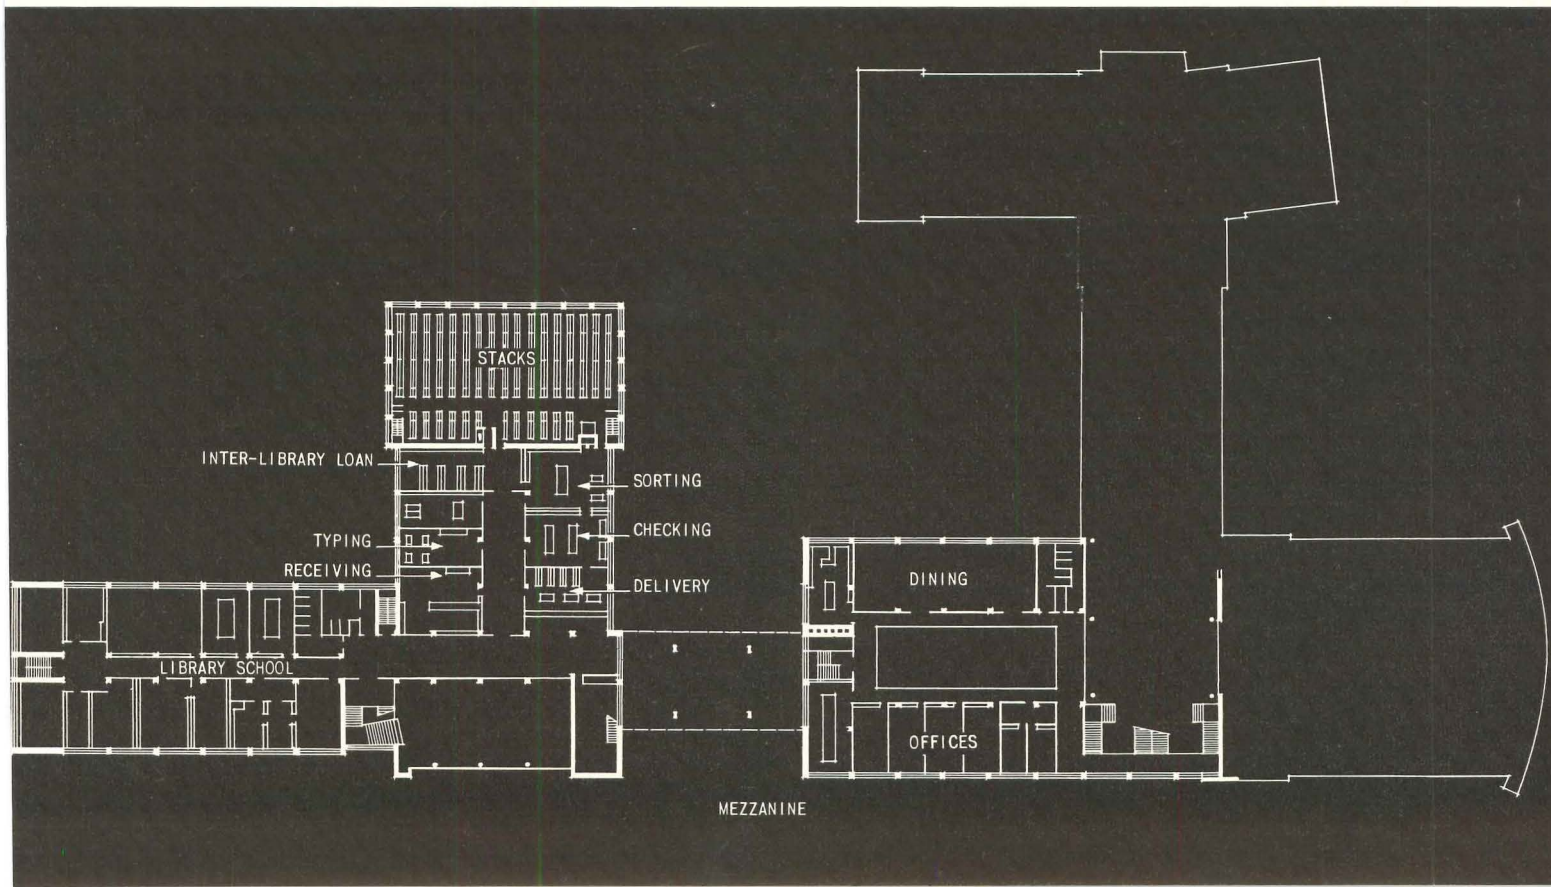 STACKS
INTER-LIBRARY LOAN
SORTING
CHECKING
TYPING
RECEIVING
DELIVERY
DINING
LIBRARY SCHOOL
OFFICES
MEZZANINE